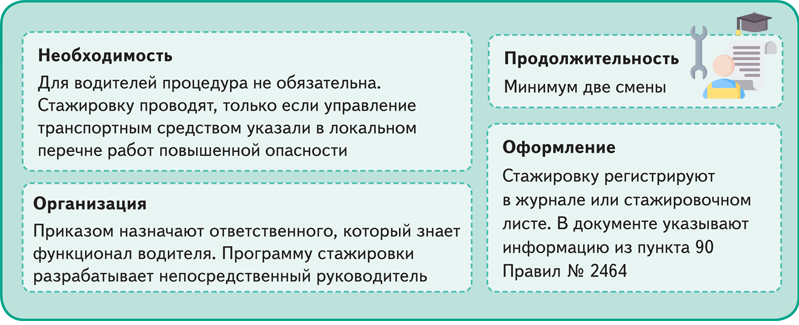 Необходимость
Для водителей процедура не обязательна.
Стажировку проводят, только если управление
транспортным средством указали в локальном
перечне работ повышенной опасности
Организация
Приказом назначают ответственного, который знает
функционал водителя. Программу стажировки
разрабатывает непосредственный руководитель
Продолжительность
Минимум две смены
Оформление
Стажировку регистрируют
в журнале или стажировочном
листе. В документе указывают
информацию из пункта 90
Правил № 2464